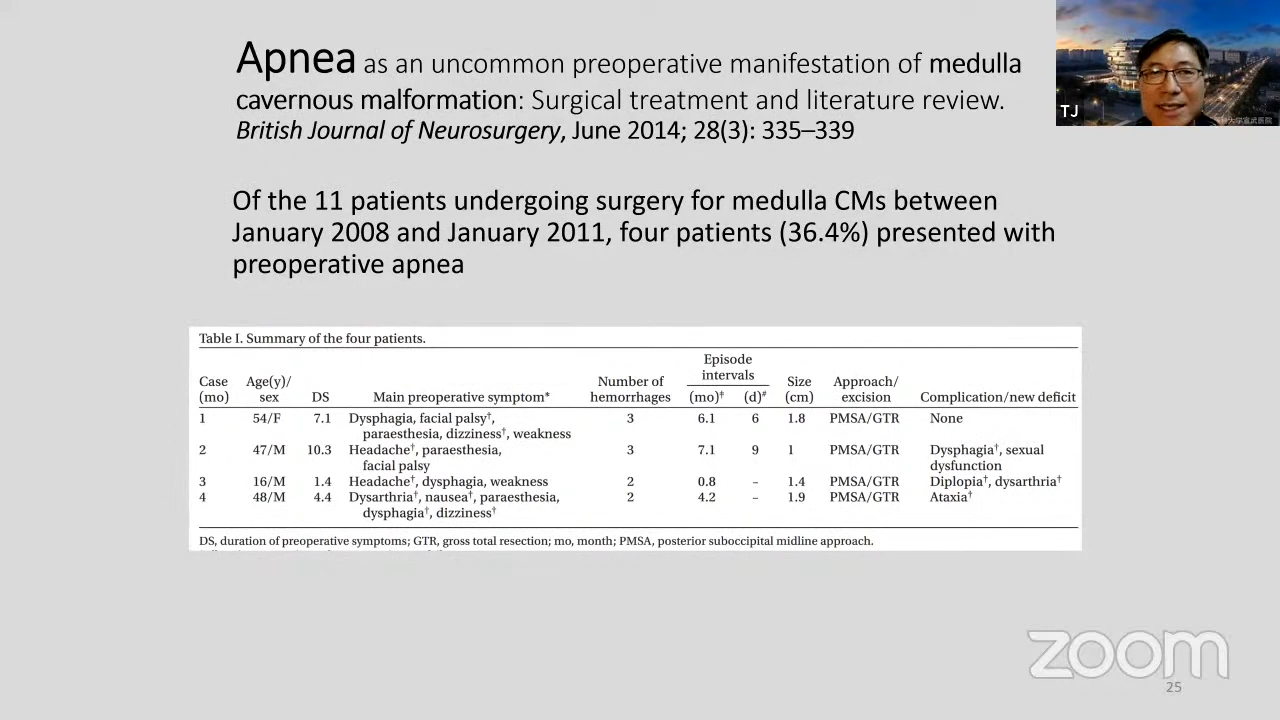 Apnea as an uncommon preoperative manifestation of medulla
cavernous malformation: Surgical treatment and literature review.
British Journal of Neurosurgery, June 2014; 28(3): 335–339
TJ
Of the 11 patients undergoing surgery for medulla CMs between
January 2008 and January 2011, four patients (36.4%) presented with
preoperative apnea
Table I. Summary of the four patients.
Episode
intervals
Case Age(y)/ Number of Size Approach/
(mo) sex DS Main preoperative symptom* hemorrhages (mo)‡ (d)# (cm) excision Complication/new deficit
1 54/F 7.1 Dysphagia, facial palsy†, 3 6.1 6 1.8 PMSA/GTR None
paraesthesia, dizziness†, weakness
2 47/M 10.3 Headache†, paraesthesia, 3 7.1 9 1 PMSA/GTR Dysphagia†, sexual
facial palsy dysfunction
3 16/M 1.4 Headache†, dysphagia, weakness 2 0.8 – 1.4 PMSA/GTR Diplopia†, dysarthria†
4 48/M 4.4 Dysarthria†, nausea†, paraesthesia, 2 4.2 – 1.9 PMSA/GTR Ataxia†
dysphagia†, dizziness†
DS, duration of preoperative symptoms; GTR, gross total resection; mo, month; PMSA, posterior suboccipital midline approach.
zoom
25